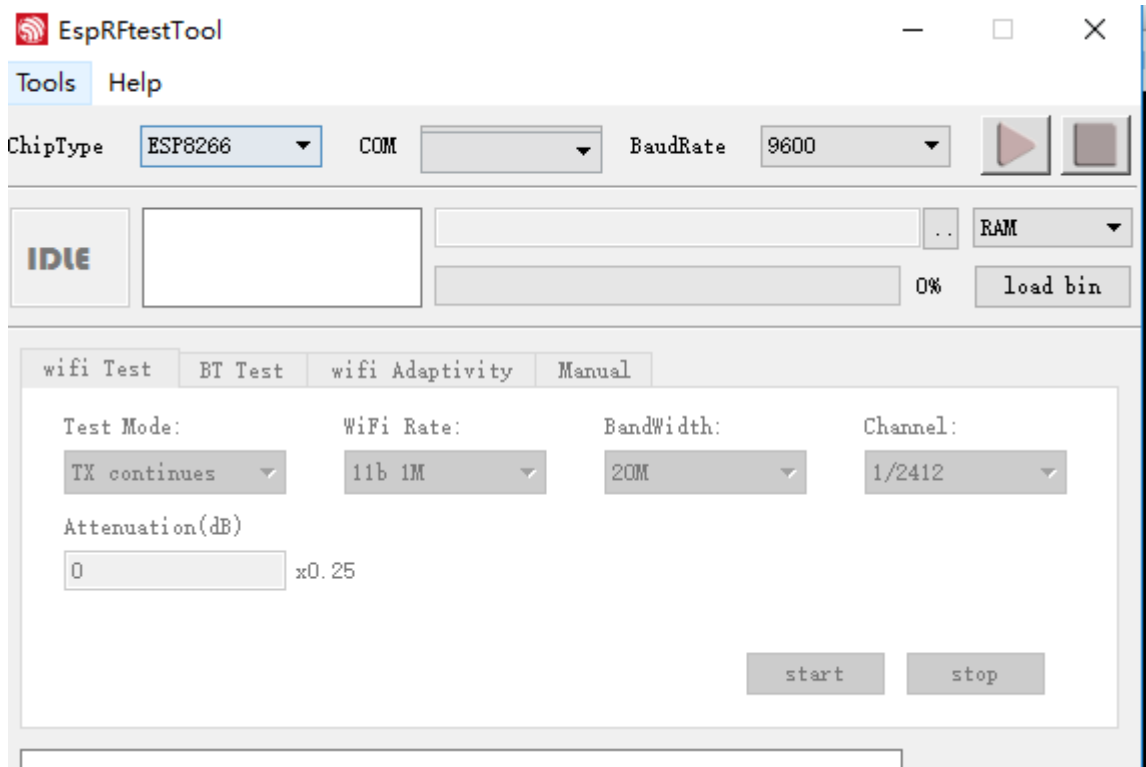 EspRFtestTool
Tools Help
ChipType ESP8266 COM BaudRate 9600
IDLE .. RAM
0% load bin
wifi Test BT Test wifi Adaptivity Manual
Test Mode: WiFi Rate: BandWidth: Channel:
TX continues 11b 1M 20M 1/2412
Attenuation(dB)
0 x0.25
start stop